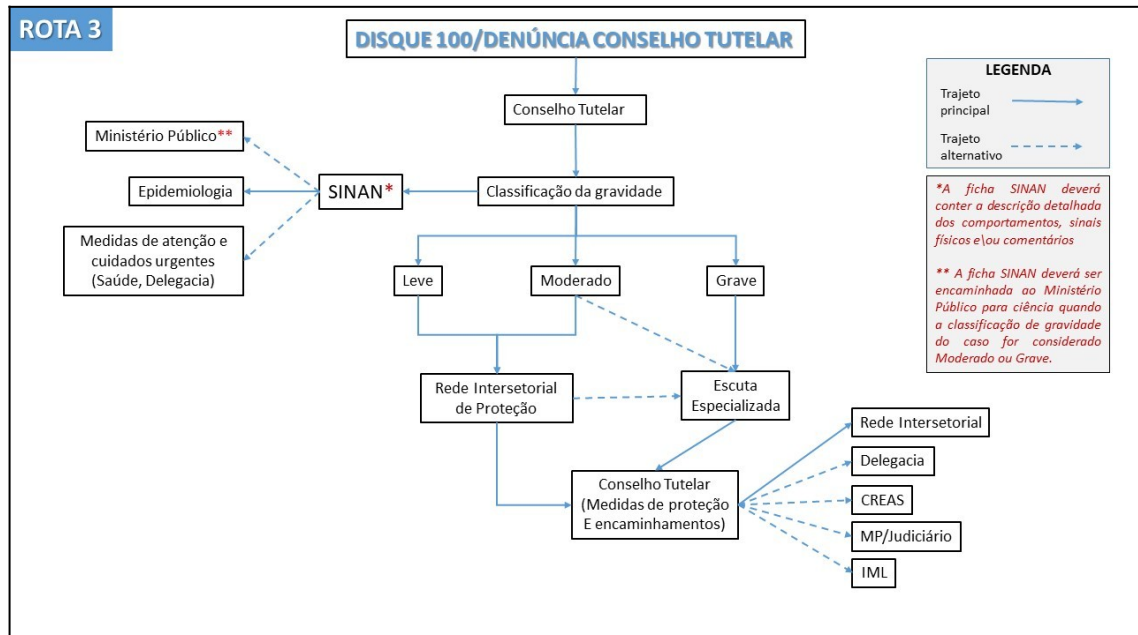 ROTA 3
DISQUE 100/DENÚNCIA CONSELHO TUTELAR
LEGENDA
Trajeto
principal
Trajeto
alternativo
*A ficha SINAN deverá
conter a descrição detalhada
dos comportamentos, sinais
físicos e\ou comentários
** A ficha SINAN deverá ser
encaminhada ao Ministério
Público para ciência quando
a classificação de gravidade
do caso for considerado
Moderado ou Grave.
Conselho Tutelar
Ministério Público**
Epidemiologia
SINAN*
Classificação da gravidade
Medidas de atenção e
cuidados urgentes
(Saúde, Delegacia)
Leve
Moderado
Grave
Rede Intersetorial
de Proteção
Escuta
Especializada
Conselho Tutelar
(Medidas de proteção
E encaminhamentos)
Rede Intersetorial
Delegacia
CREAS
MP/Judiciário
IML